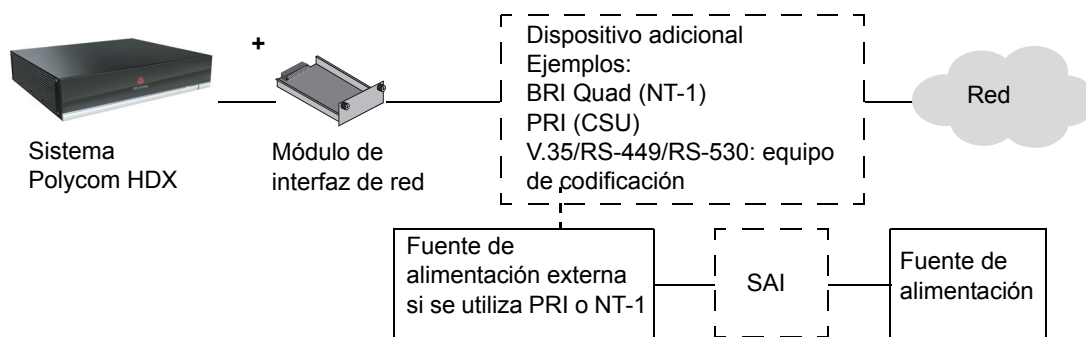 +
Sistema
Polycom HDX
Módulo de
interfaz de red
Dispositivo adicional
Ejemplos:
BRI Quad (NT-1)
PRI (CSU)
V.35/RS-449/RS-530: equipo
de codificación
Red
Fuente de
alimentación externa
si se utiliza PRI o NT-1
SAI
Fuente de
alimentación